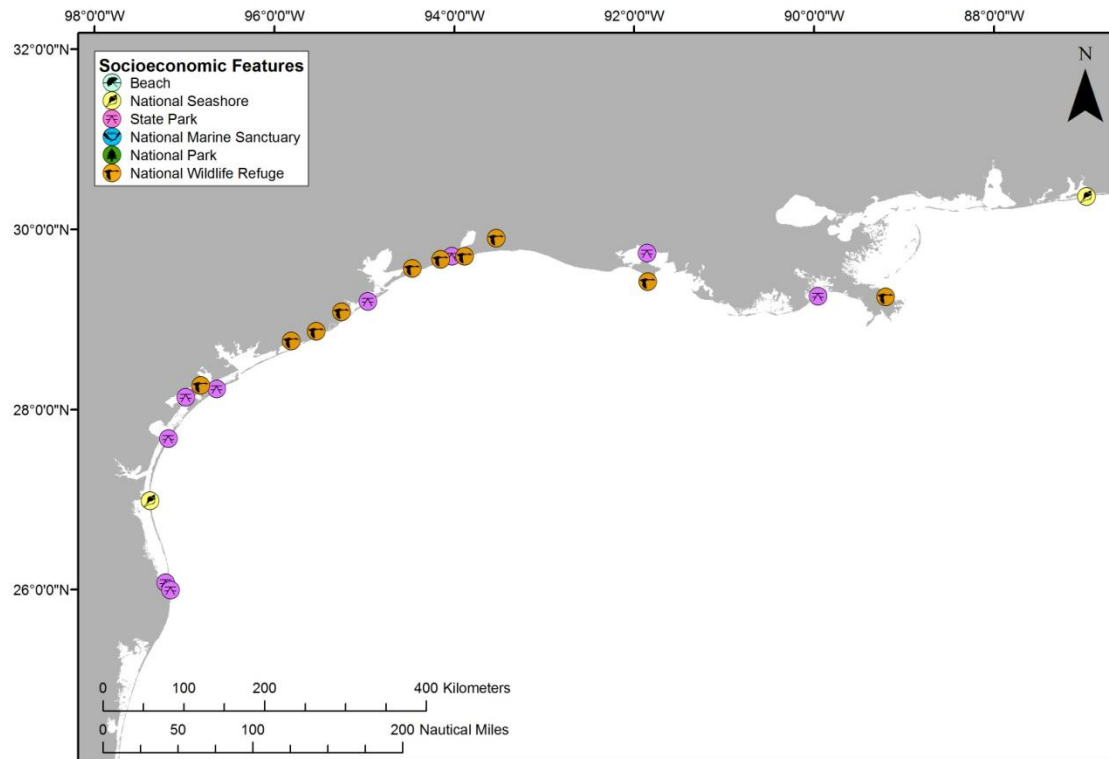 98°0'0"W 96°0'0"W 94°0'0"W 92°0'0"W 90°0'0"W 88°0'0"W
32°0'0"N
Socioeconomic Features
Beach
National Seashore
State Park
National Marine Sanctuary
National Park
National Wildlife Refuge
N
30°0'0"N
28°0'0"N
26°0'0"N
0 100 200 400 Kilometers
0 50 100 200 Nautical Miles